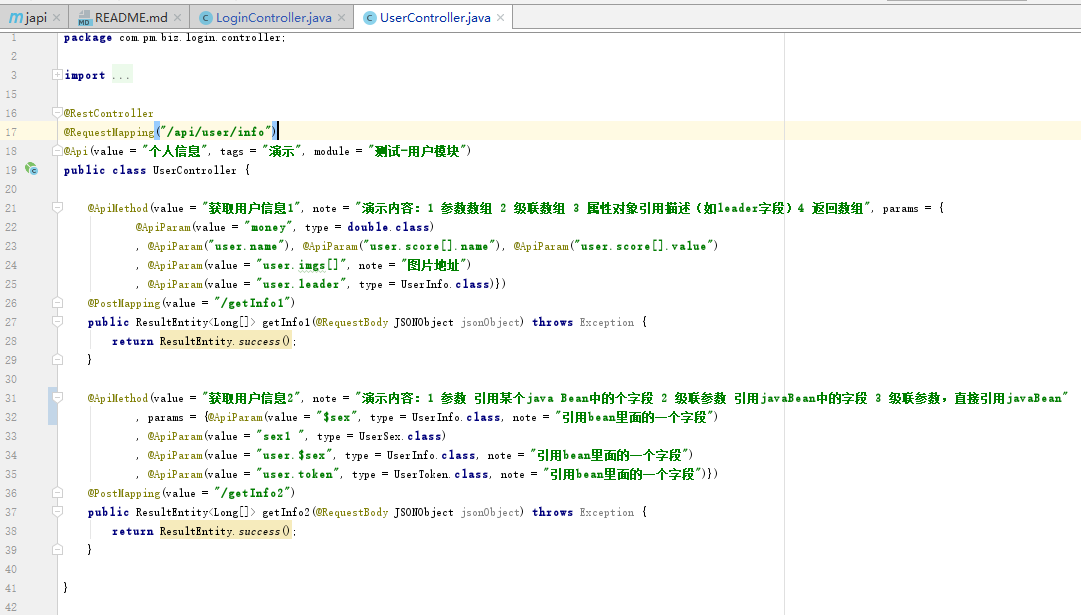 japi README.md LoginController.java UserController.java
1 package com.pm.biz.login.controller;
2
3 import ...
15
16 @RestController
17 @RequestMapping("/api/user/info")
18 @Api(value = "个人信息", tags = "演示", module = "测试-用户模块")
19 public class UserController {
20
21 @ApiMethod(value = "获取用户信息1", note = "演示内容：1 参数数组 2 级联数组 3 属性对象引用描述（如leader字段）4 返回数组", params = {
22 @ApiParam(value = "money", type = double.class)
23 , @ApiParam("user.name"), @ApiParam("user.score[].name"), @ApiParam("user.score[].value")
24 , @ApiParam(value = "user.imgs[]", note = "图片地址")
25 , @ApiParam(value = "user.leader", type = UserInfo.class)})
26 @PostMapping(value = "/getInfo1")
27 public ResultEntity<Long[]> getInfo1(@RequestBody JSONObject jsonObject) throws Exception {
28 return ResultEntity.success();
29 }
30
31 @ApiMethod(value = "获取用户信息2", note = "演示内容：1 参数 引用某个java Bean中的个字段 2 级联参数 引用javaBean中的字段 3 级联参数，直接引用javaBean"
32 , params = {@ApiParam(value = "$sex", type = UserInfo.class, note = "引用bean里面的一个字段")
33 , @ApiParam(value = "sex1 ", type = UserSex.class)
34 , @ApiParam(value = "user.$sex", type = UserInfo.class, note = "引用bean里面的一个字段")
35 , @ApiParam(value = "user.token", type = UserToken.class, note = "引用bean里面的一个字段")})
36 @PostMapping(value = "/getInfo2")
37 public ResultEntity<Long[]> getInfo2(@RequestBody JSONObject jsonObject) throws Exception {
38 return ResultEntity.success();
39 }
40
41 }
42